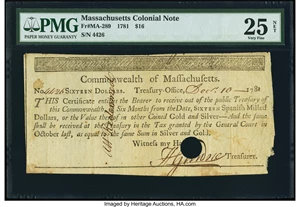 PMG
PAPER MONEY GUARANTY
Massachusetts Colonial Note
Fr#MA-289 1781 $16
S/N 4426
25 NET
Very Fine
Commonwealth of Massachusetts.
4426 SIXTEEN DOLLARS. Treasury-Office, Dec. 10 1781
THIS Certificate entitles the Bearer to receive out of the public Treasury of
this Commonwealth at Six Months from the Date, SIXTEEN Spanish Milled
Dollars, or the Value thereof in other Coined Gold and Silver—And the same
shall be received at the Treasury in the Tax granted by the General Court in
October last, as equal to the same Sum in Silver and Gold.
Witness my Hand
Treasurer.
Image by Heritage Auctions, HA.com